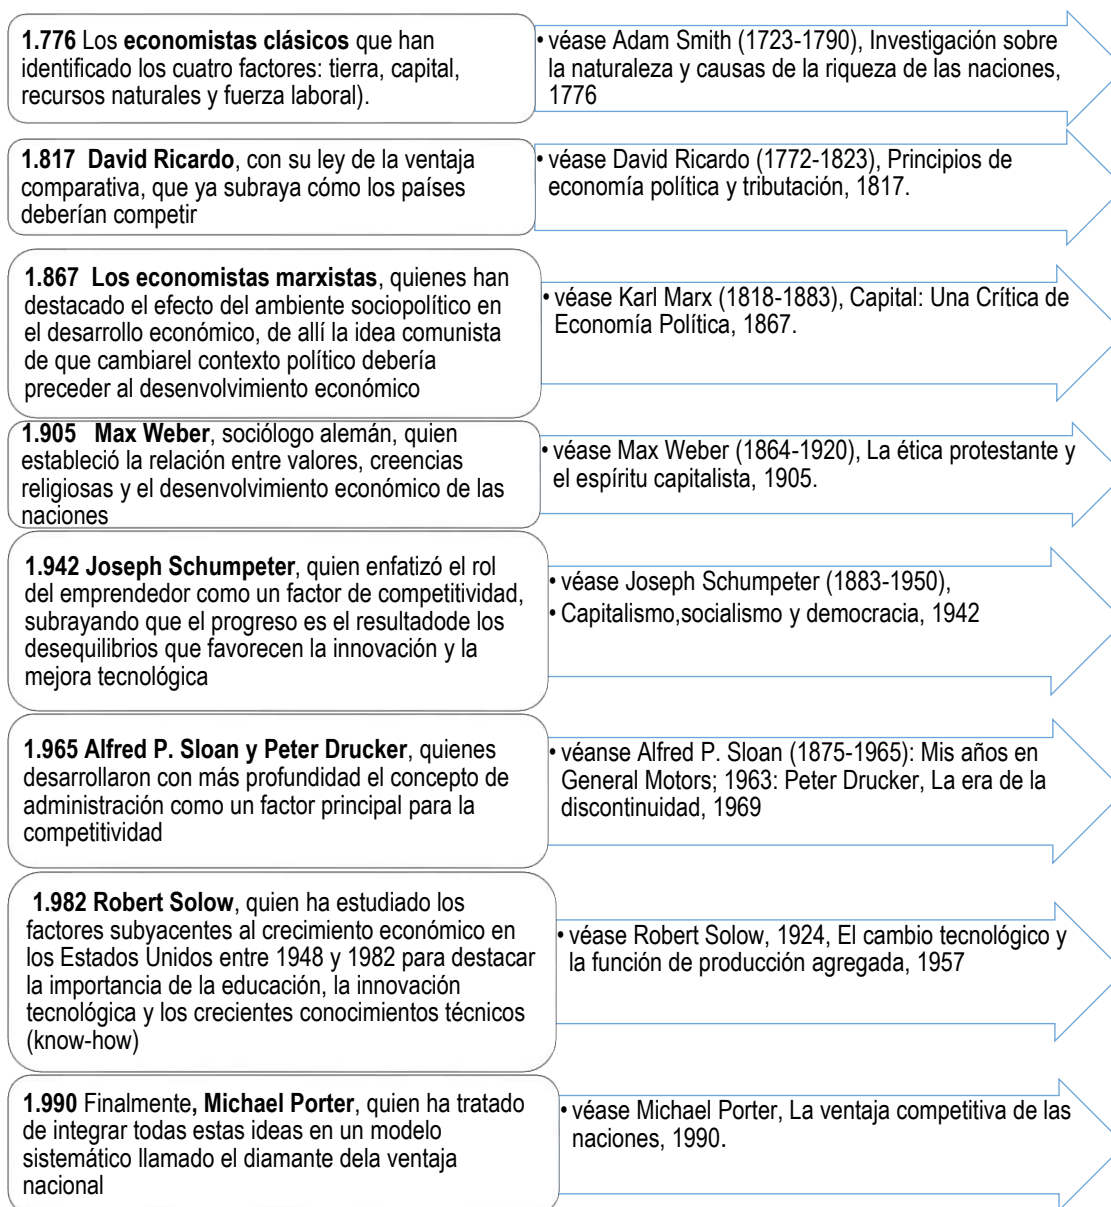 1.776 Los economistas clásicos que han
identificado los cuatro factores: tierra, capital,
recursos naturales y fuerza laboral).
• véase Adam Smith (1723-1790), Investigación sobre
la naturaleza y causas de la riqueza de las naciones,
1776
1.817 David Ricardo, con su ley de la ventaja
comparativa, que ya subraya cómo los países
deberían competir
• véase David Ricardo (1772-1823), Principios de
economía política y tributación, 1817.
1.867 Los economistas marxistas, quienes han
destacado el efecto del ambiente sociopolítico en
el desarrollo económico, de allí la idea comunista
de que cambiarel contexto político debería
preceder al desenvolvimiento económico
• véase Karl Marx (1818-1883), Capital: Una Crítica de
Economía Política, 1867.
1.905 Max Weber, sociólogo alemán, quien
estableció la relación entre valores, creencias
religiosas y el desenvolvimiento económico de las
naciones
• véase Max Weber (1864-1920), La ética protestante y
el espíritu capitalista, 1905.
1.942 Joseph Schumpeter, quien enfatizó el rol
del emprendedor como un factor de competitividad,
subrayando que el progreso es el resultadode los
desequilibrios que favorecen la innovación y la
mejora tecnológica
• véase Joseph Schumpeter (1883-1950),
• Capitalismo,socialismo y democracia, 1942
1.965 Alfred P. Sloan y Peter Drucker, quienes
desarrollaron con más profundidad el concepto de
administración como un factor principal para la
competitividad
• véanse Alfred P. Sloan (1875-1965): Mis años en
General Motors; 1963: Peter Drucker, La era de la
discontinuidad, 1969
1.982 Robert Solow, quien ha estudiado los
factores subyacentes al crecimiento económico en
los Estados Unidos entre 1948 y 1982 para destacar
la importancia de la educación, la innovación
tecnológica y los crecientes conocimientos técnicos
(know-how)
• véase Robert Solow, 1924, El cambio tecnológico y
la función de producción agregada, 1957
1.990 Finalmente, Michael Porter, quien ha tratado
de integrar todas estas ideas en un modelo
sistemático llamado el diamante dela ventaja
nacional
• véase Michael Porter, La ventaja competitiva de las
naciones, 1990.